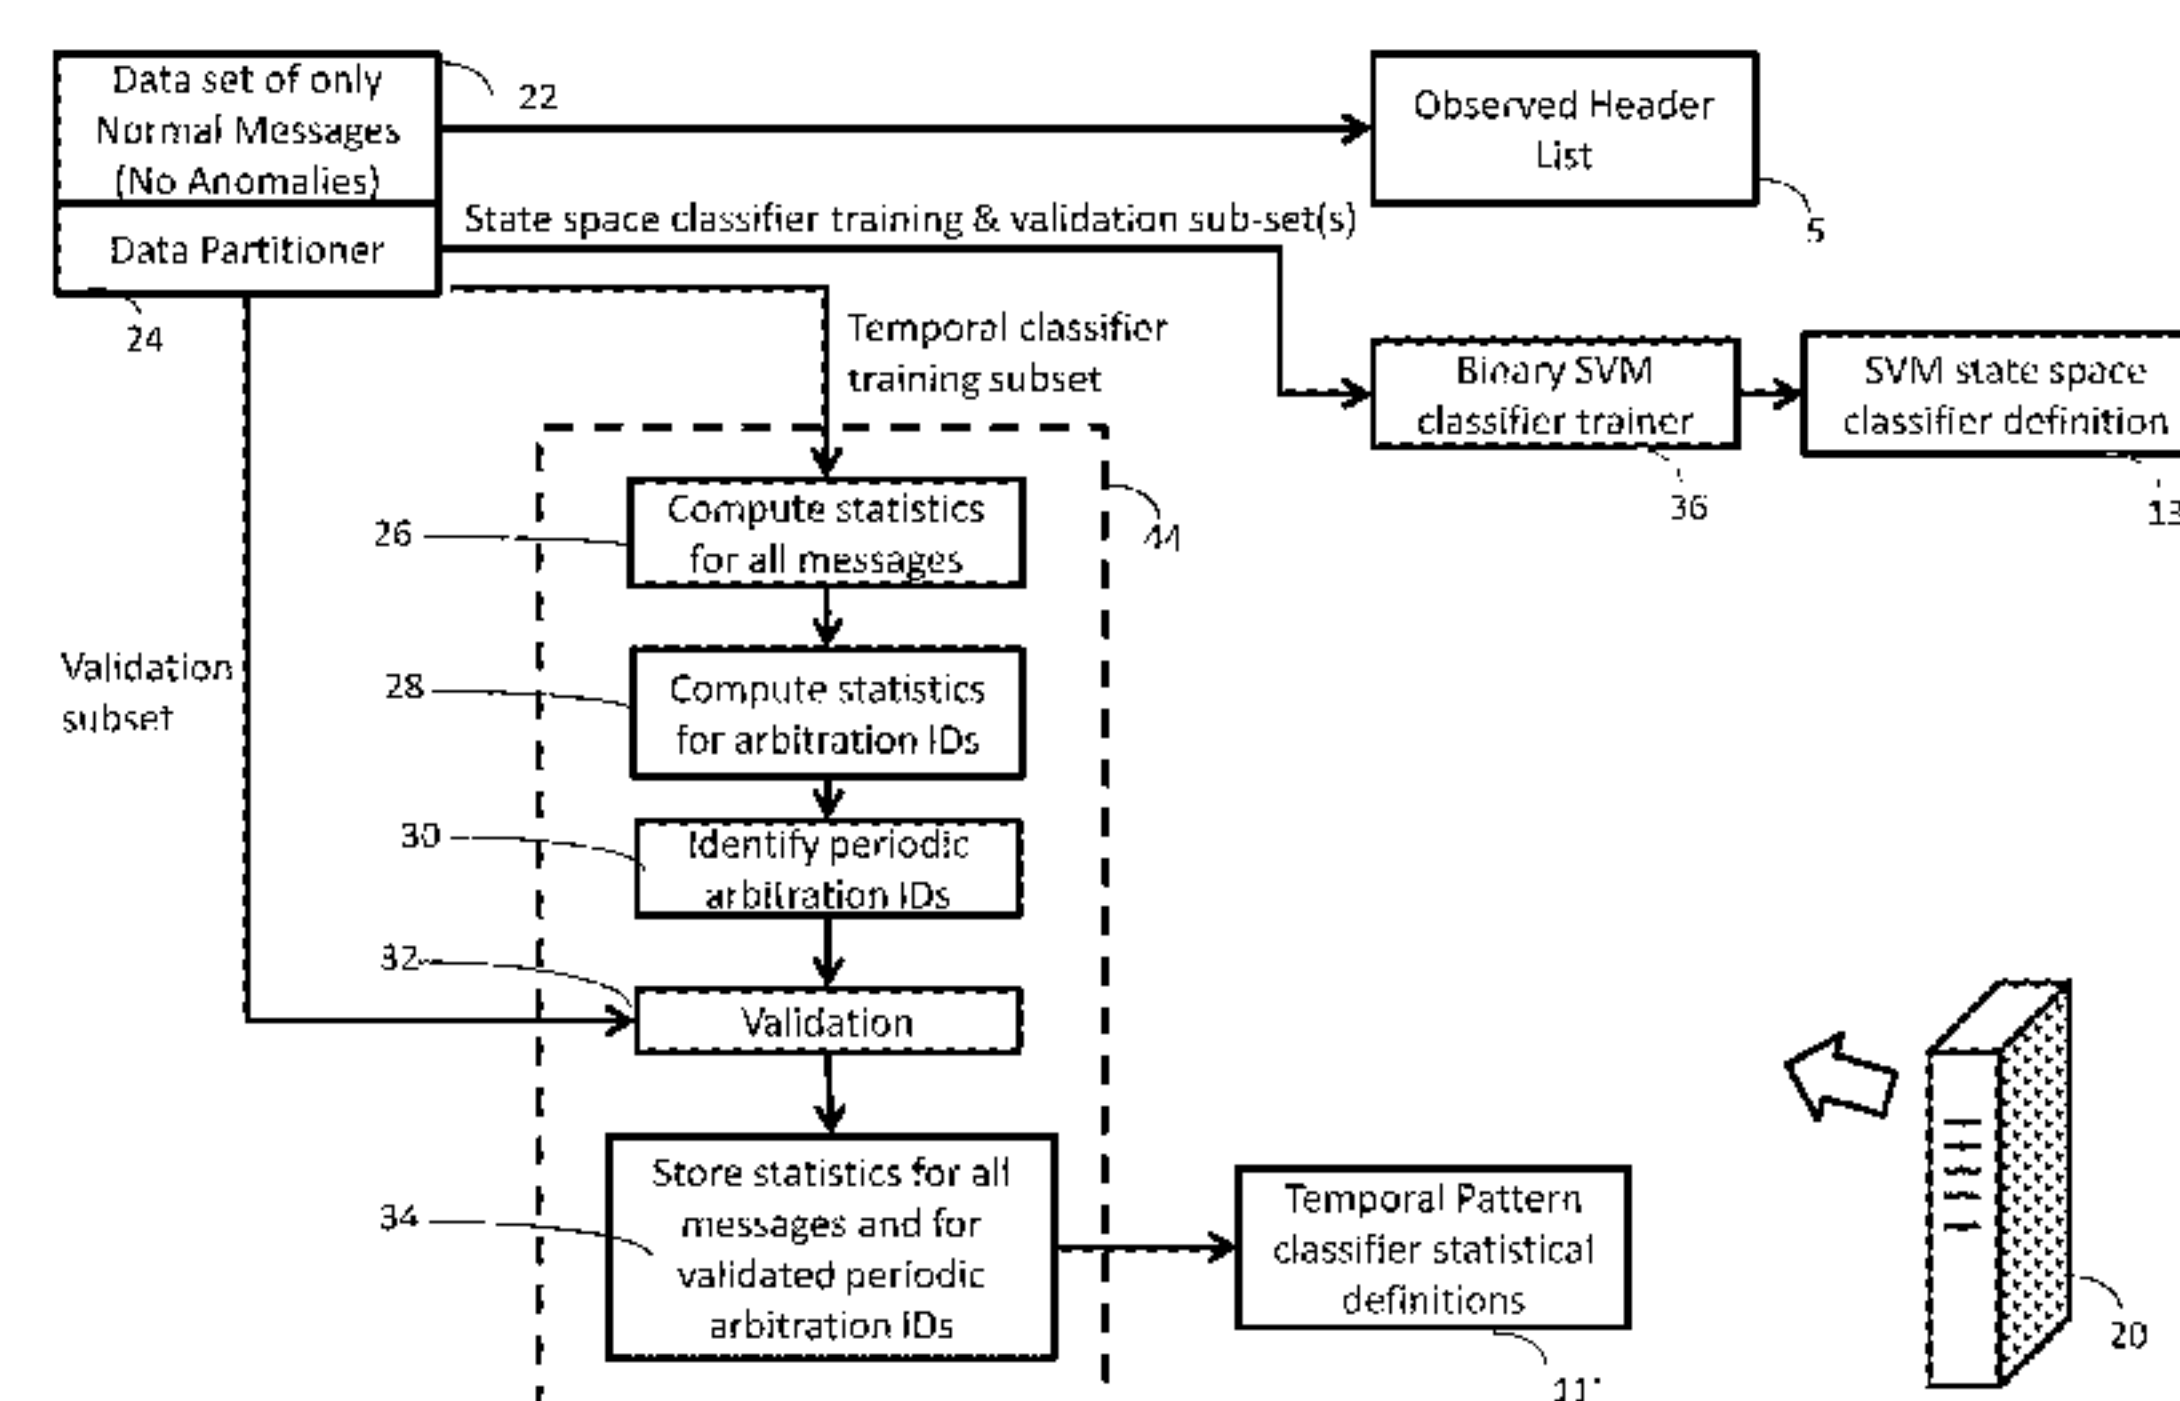 Data set of only
Normal Messages
(No Anomalies)
22
Data Partitioner
24
Observed Header
List
5
State space classifier training & validation sub-set(s)
Temporal classifier
training subset
Binary SVM
classifier trainer
36
SVM state space
classifier definition
13
44
26
Compute statistics
for all messages
28
Compute statistics
for arbitration IDs
Validation
subset
30
Identify periodic
arbitration IDs
32
Validation
34
Store statistics for all
messages and for
validated periodic
arbitration IDs
Temporal Pattern
classifier statistical
definitions
11'
20